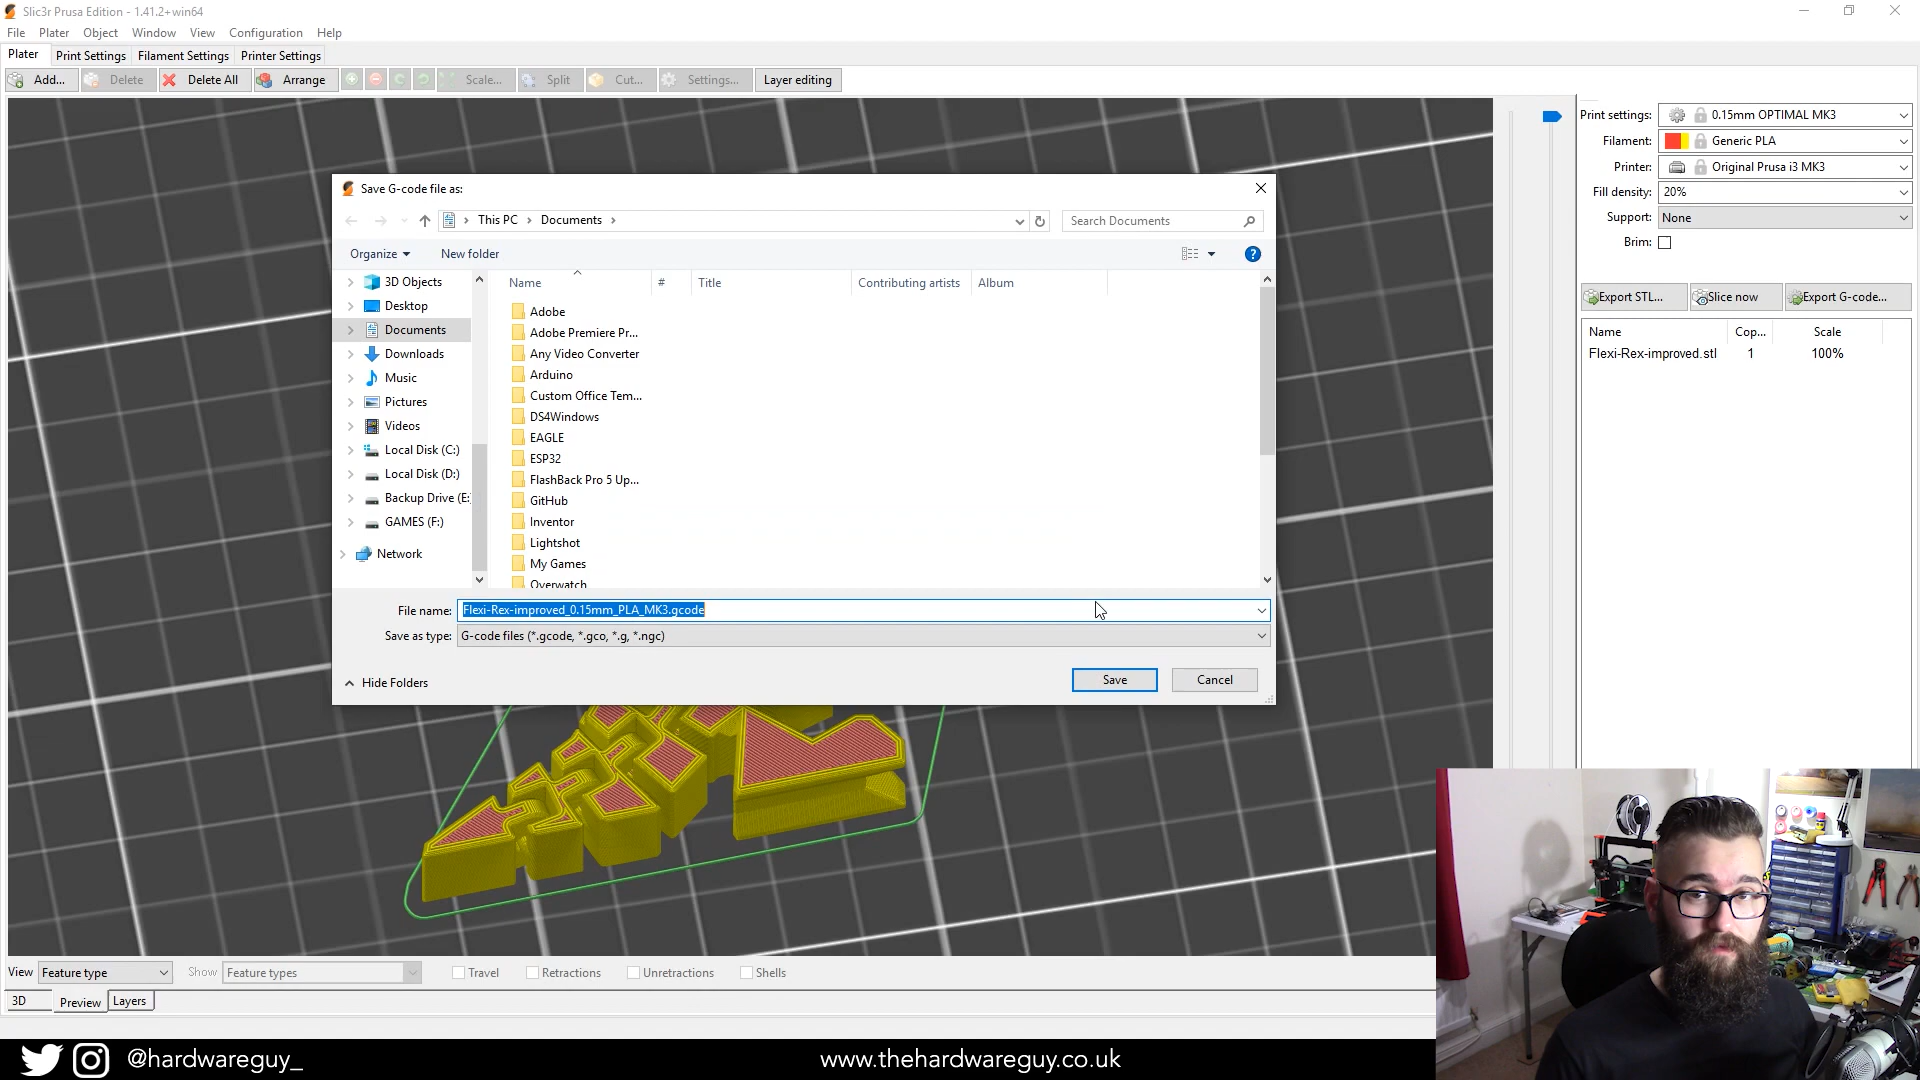 Slic3r Prusa Edition - 1.41.2+win64
File Plater Object Window View Configuration Help
Plater Print Settings Filament Settings Printer Settings
Add... Delete Delete All Arrange Scale... Split Cut... Settings... Layer editing
Print settings: 0.15mm OPTIMAL MK3
Filament: Generic PLA
Printer: Original Prusa i3 MK3
Fill density: 20%
Support: None
Brim:
Export STL... Slice now Export G-code...
Name Cop... Scale
Flexi-Rex-improved.stl 1 100%
Save G-code file as:
This PC Documents
Search Documents
Organize New folder
3D Objects
Desktop
Documents
Downloads
Music
Pictures
Videos
Local Disk (C:)
Local Disk (D:)
Backup Drive (E:
GAMES (F:)
Network
Name # Title Contributing artists Album
Adobe
Adobe Premiere Pr...
Any Video Converter
Arduino
Custom Office Tem...
DS4Windows
EAGLE
ESP32
FlashBack Pro 5 Up...
GitHub
Inventor
Lightshot
My Games
Overwatch
File name: Flexi-Rex-improved_0.15mm_PLA_MK3.gcode
Save as type: G-code files (*.gcode, *.gco, *.g, *.ngc)
Hide Folders
Save Cancel
View Feature type Show Feature types Travel Retractions Unretractions Shells
3D Preview Layers
@hardwareguy_
www.thehardwareguy.co.uk